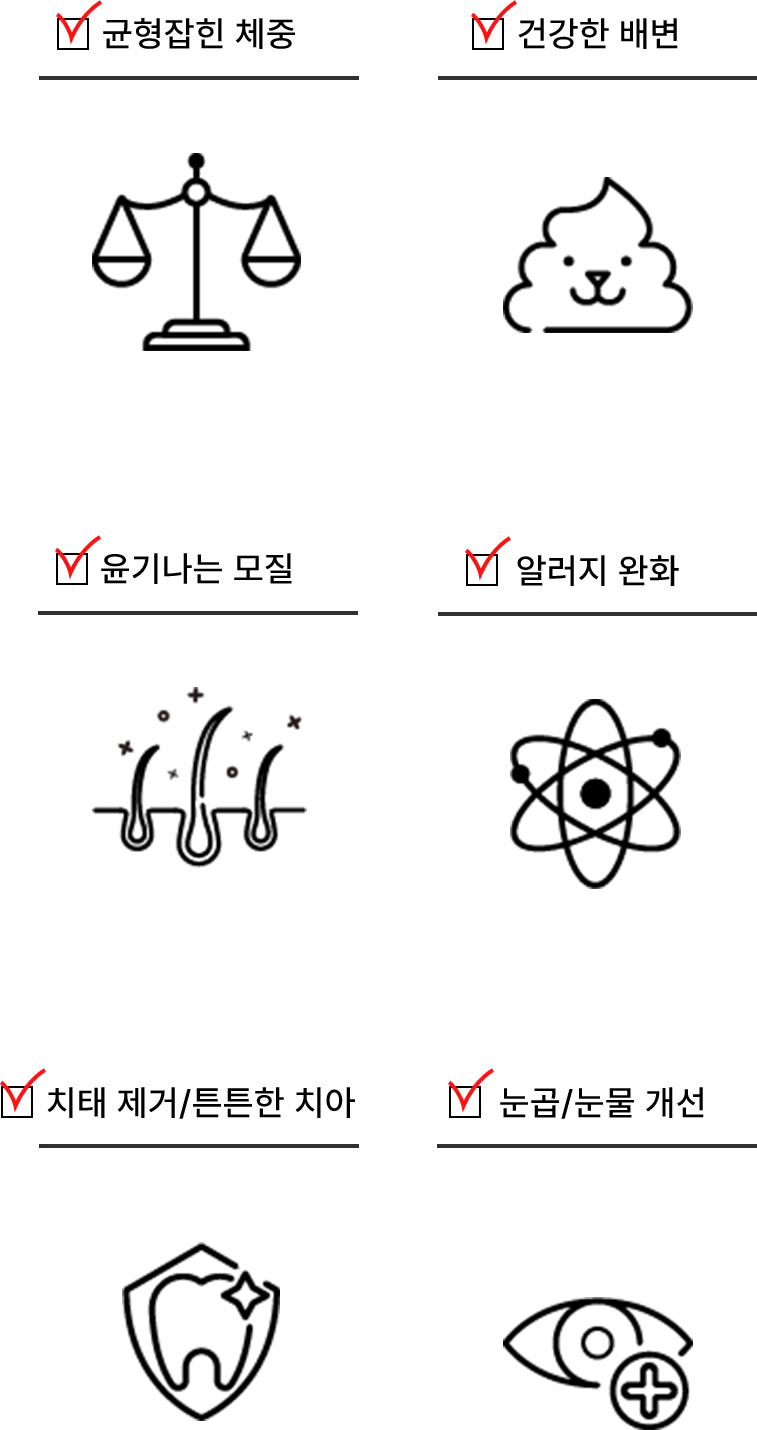 균형잡힌 체중
건강한 배변
윤기나는 모질
알러지 완화
치태 제거/튼튼한 치아
눈곱/눈물 개선